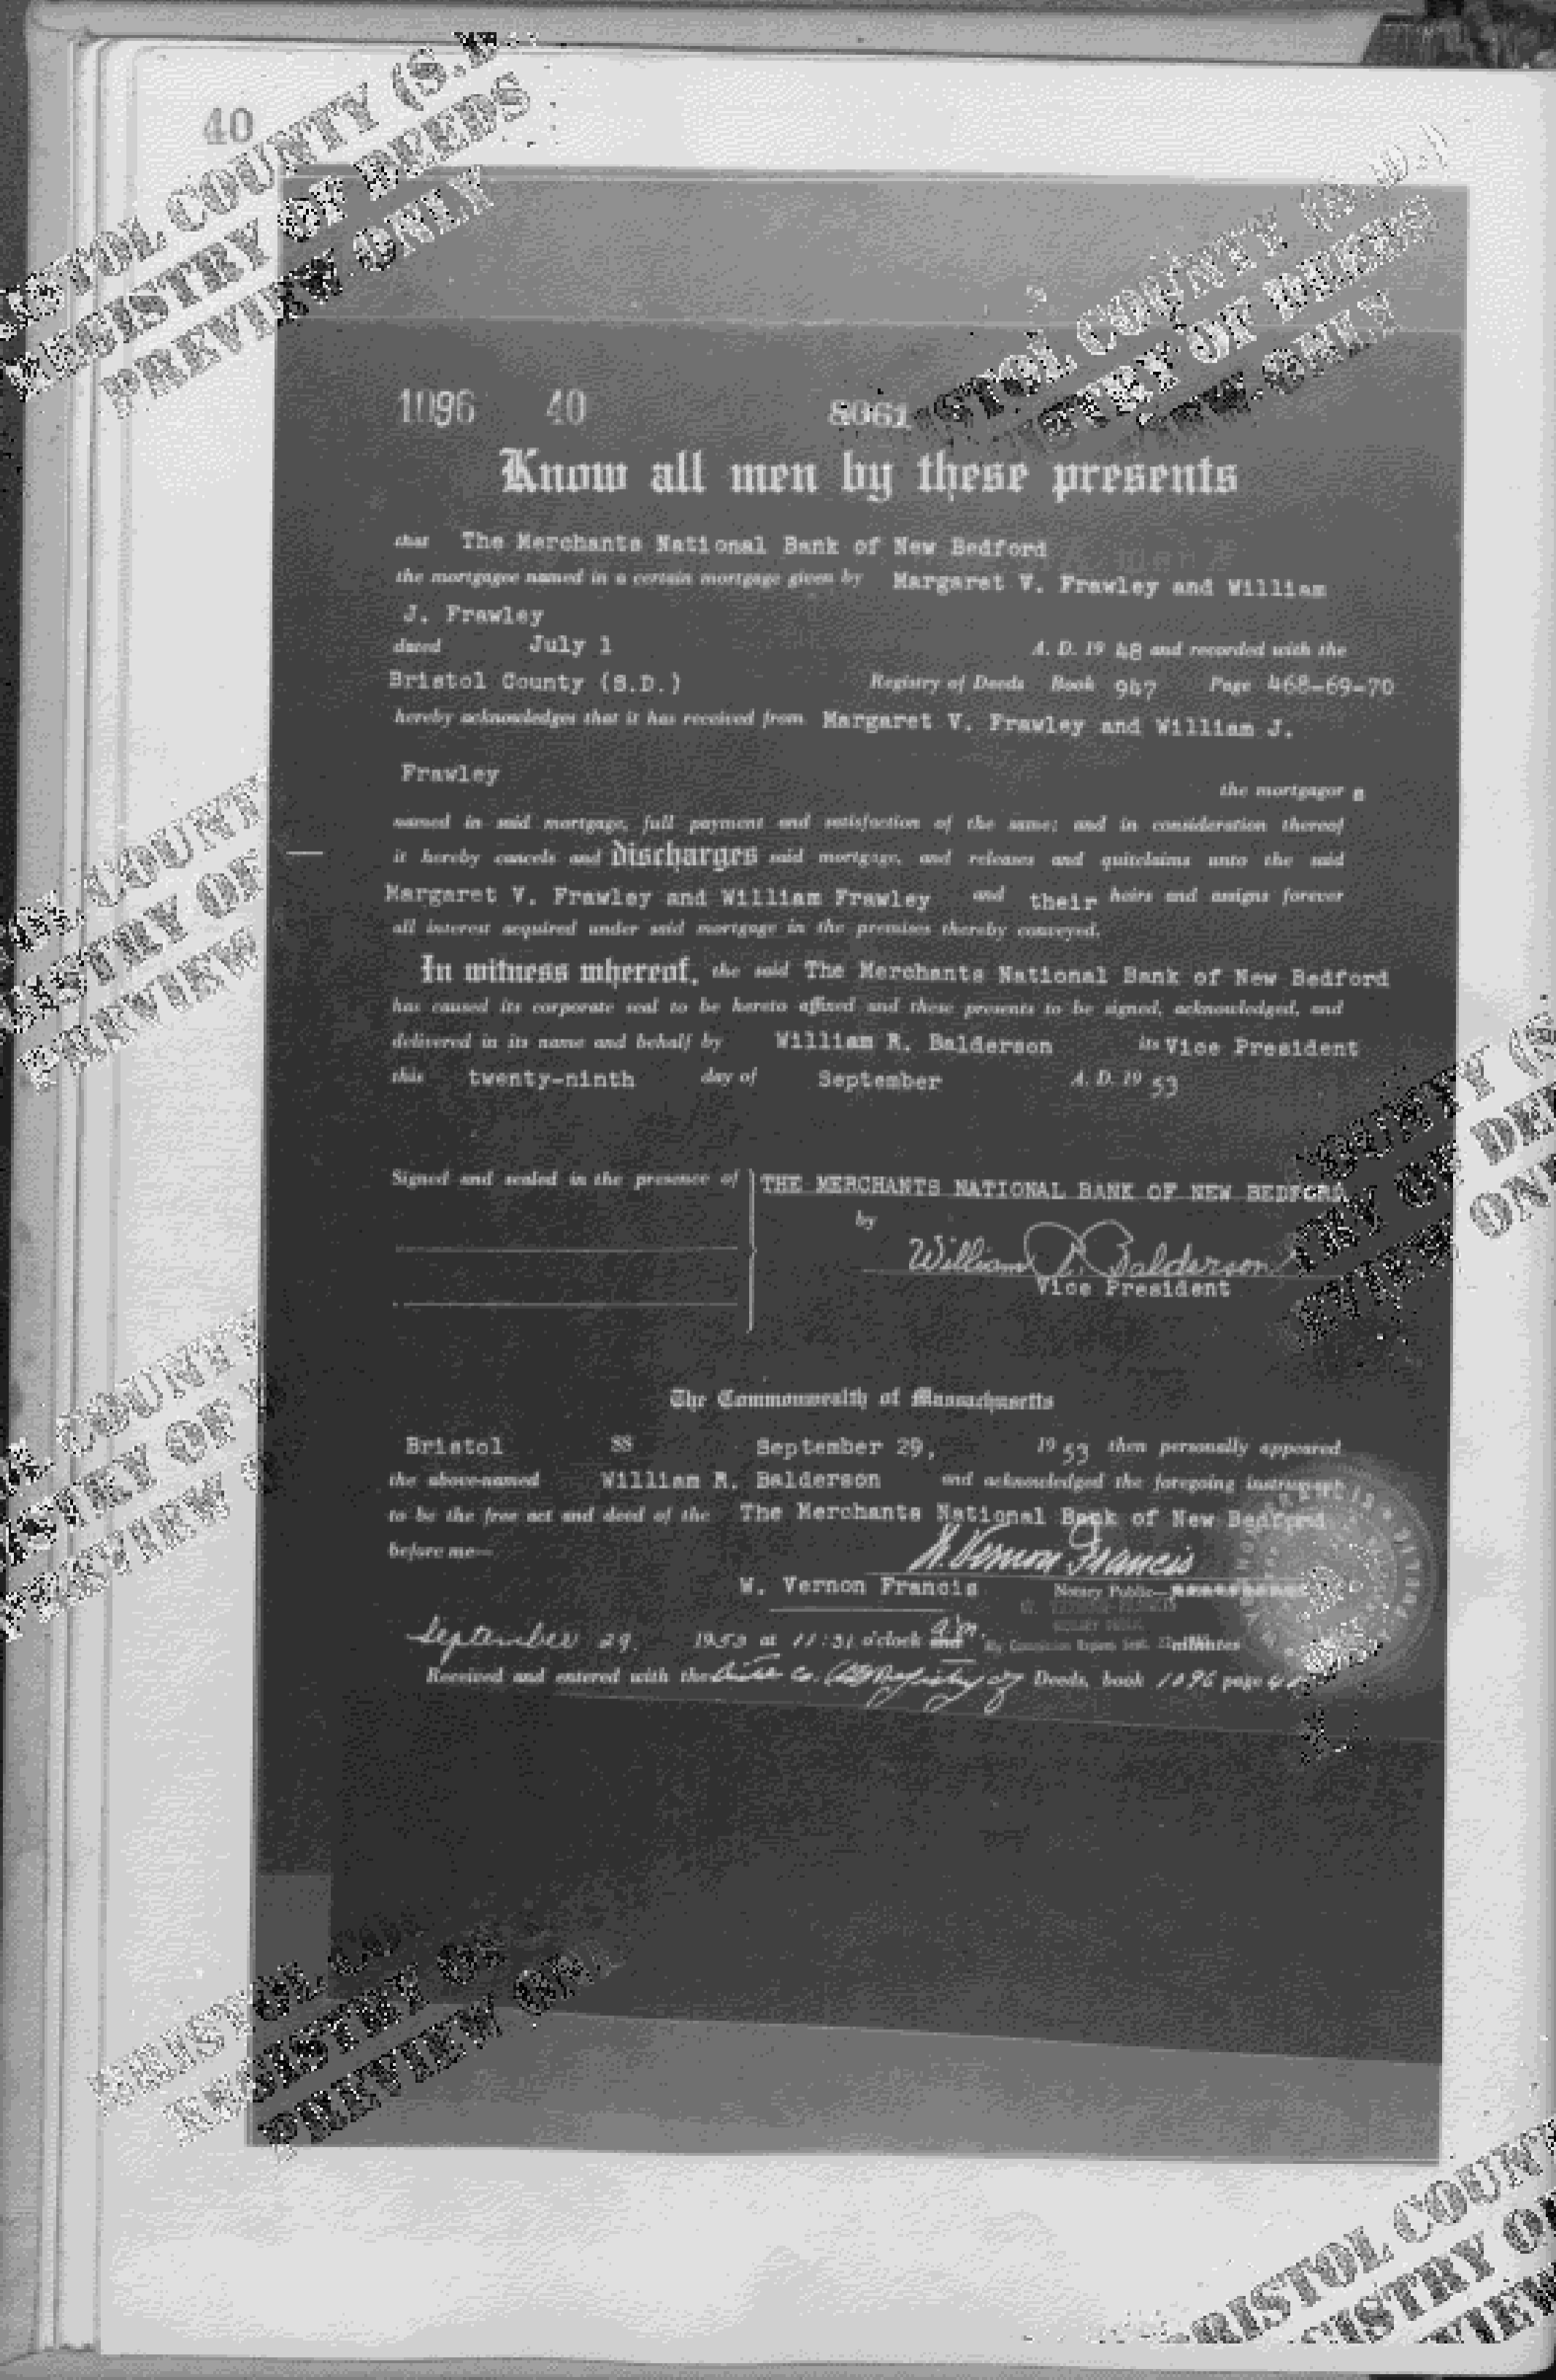 40
BRISTOL COUNTY (S.D.)
REGISTRY OF DEEDS
PREVIEW ONLY
1096 40 8061
Know all men by these presents
that The Merchants National Bank of New Bedford
the mortgagee named in a certain mortgage given by Margaret V. Frawley and William
J. Frawley
dated July 1 A. D. 19 48 and recorded with the
Bristol County (S.D.) Registry of Deeds Book 947 Page 468-69-70
hereby acknowledges that it has received from Margaret V. Frawley and William J.
Frawley
the mortgagor s
named in said mortgage, full payment and satisfaction of the same; and in consideration thereof
it hereby cancels and discharges said mortgage, and releases and quitclaims unto the said
Margaret V. Frawley and William Frawley and their heirs and assigns forever
all interest acquired under said mortgage in the premises thereby conveyed.
In witness whereof, the said The Merchants National Bank of New Bedford
has caused its corporate seal to be hereto affixed and these presents to be signed, acknowledged, and
delivered in its name and behalf by William R. Balderson its Vice President
this twenty-ninth day of September A. D. 19 53
Signed and sealed in the presence of THE MERCHANTS NATIONAL BANK OF NEW BEDFORD
by
William R. Balderson
Vice President
The Commonwealth of Massachusetts
Bristol ss September 29, 19 53 then personally appeared
the above-named William R. Balderson and acknowledged the foregoing instrument
to be the free act and deed of the The Merchants National Bank of New Bedford
before me—
W. Vernon Francis
W. Vernon Francis Notary Public
My Commission Expires Sept.
September 29, 1953 at 11:31 o'clock a.m. minutes
Received and entered with the Co. Registry of Deeds, book 1096 page